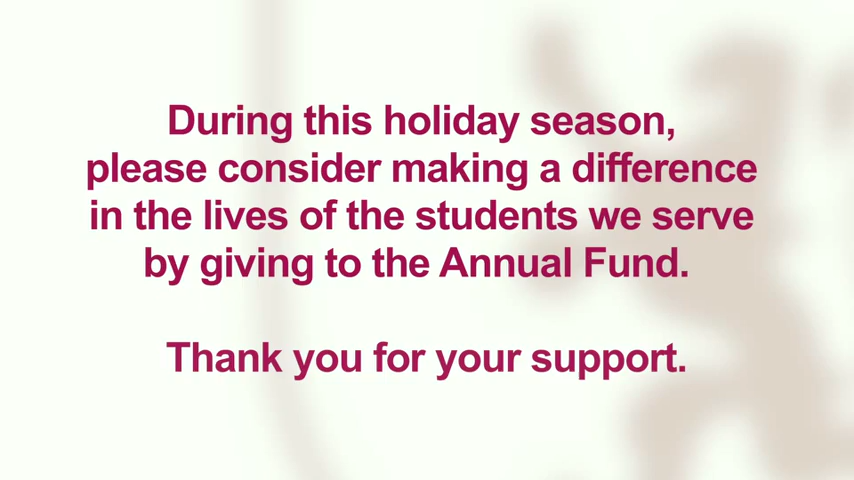 During this holiday season,
please consider making a difference
in the lives of the students we serve
by giving to the Annual Fund.
Thank you for your support.